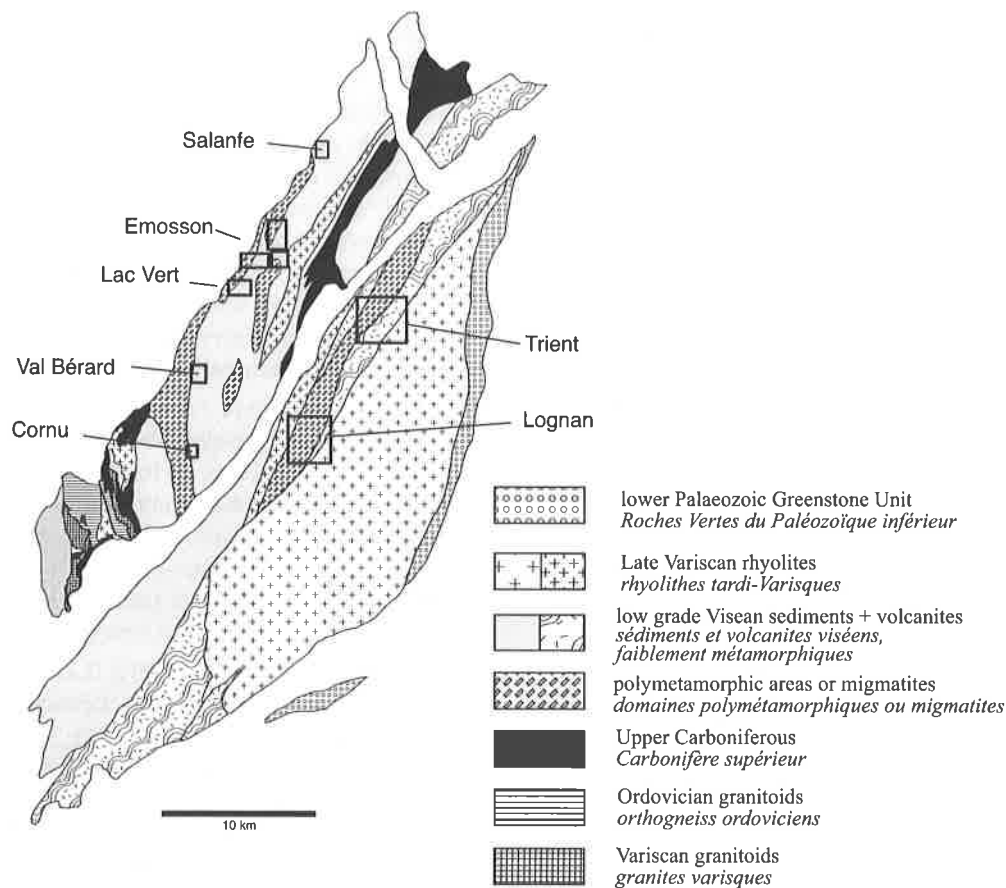 Salanfe
Emosson
Lac Vert
Val Bérard
Cornu
Trient
Lognan
10 km
lower Palaeozoic Greenstone Unit
Roches Vertes du Paléozoïque inférieur
Late Variscan rhyolites
rhyolithes tardi-Varisques
low grade Visean sediments + volcanites
sédiments et volcanites viséens,
faiblement métamorphiques
polymetamorphic areas or migmatites
domaines polymétamorphiques ou migmatites
Upper Carboniferous
Carbonifère supérieur
Ordovician granitoids
orthogneiss ordoviciens
Variscan granitoids
granites varisques